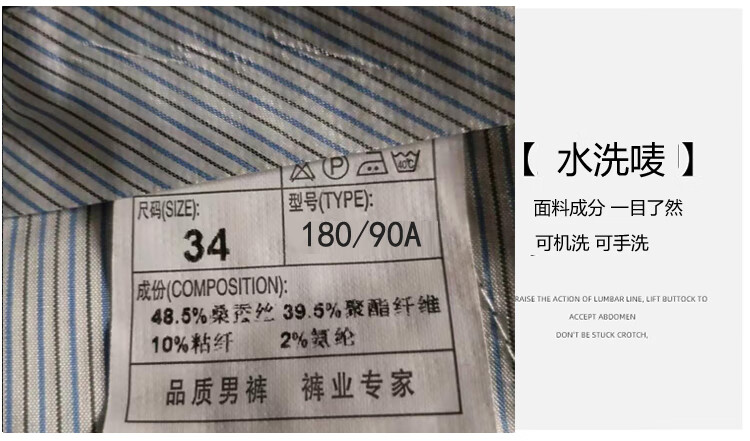 P
40℃
尺码(SIZE):
34
型号(TYPE):
180/90A
成份(COMPOSITION):
48.5%桑蚕丝 39.5%聚酯纤维
10%粘纤 2%氨纶
品质男裤 裤业专家
【 水洗唛 】
面料成分 一目了然
可机洗 可手洗
RAISE THE ACTION OF LUMBAR LINE, LIFT BUTTOCK TO
ACCEPT ABDOMEN
DON'T BE STUCK CROTCH,